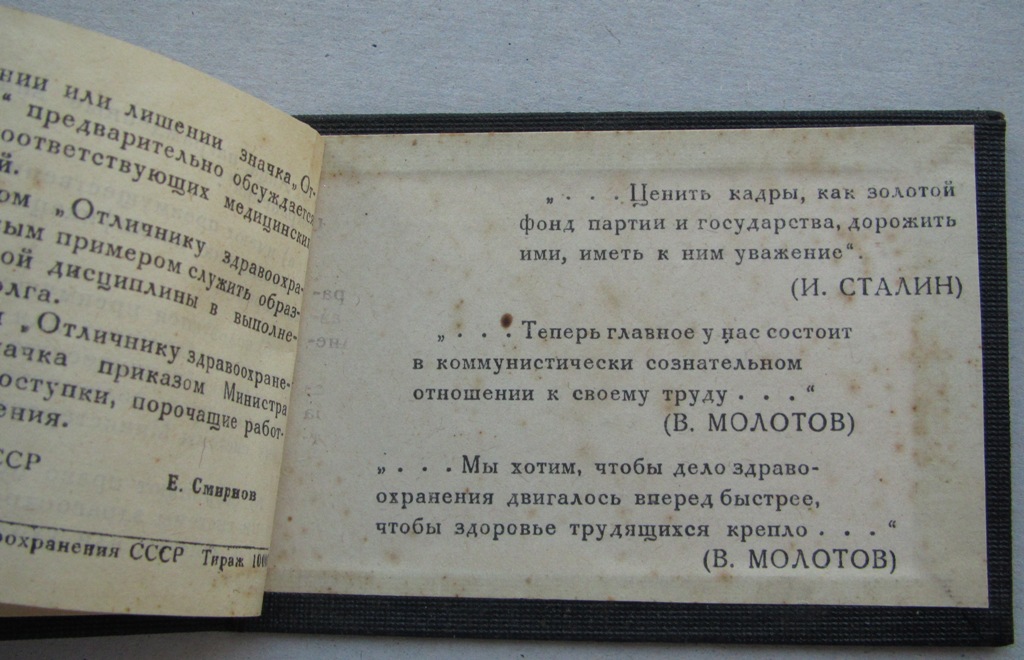 нии или лишении значка „От-
“ предварительно обсуждается
оответствующих медицинских
й.
ом „Отличнику здравоохра-
ым примером служить образ-
ой дисциплины в выполне-
олга.
и „Отличнику здравоохране-
начка приказом Министра
оступки, порочащие работ-
ения.
ССР
Е. Смирнов
оохранения СССР Тираж
„ . . . Ценить кадры, как золотой
фонд партии и государства, дорожить
ими, иметь к ним уважение“.
(И. СТАЛИН)
„ . . . Теперь главное у нас состоит
в коммунистически сознательном
отношении к своему труду . . . “
(В. МОЛОТОВ)
„ . . . Мы хотим, чтобы дело здраво-
охранения двигалось вперед быстрее,
чтобы здоровье трудящихся крепло . . . “
(В. МОЛОТОВ)